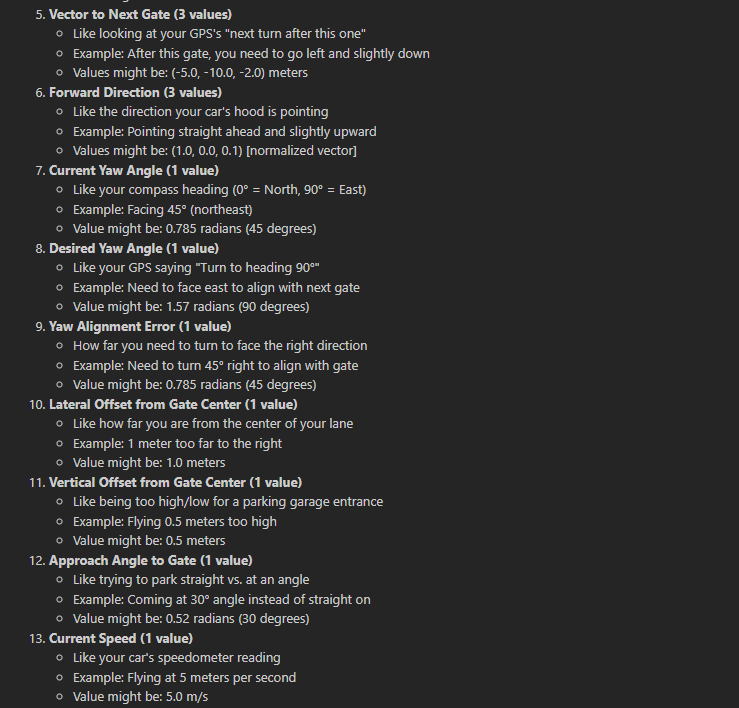 5. Vector to Next Gate (3 values)
Like looking at your GPS's "next turn after this one"
Example: After this gate, you need to go left and slightly down
Values might be: (-5.0, -10.0, -2.0) meters
6. Forward Direction (3 values)
Like the direction your car's hood is pointing
Example: Pointing straight ahead and slightly upward
Values might be: (1.0, 0.0, 0.1) [normalized vector]
7. Current Yaw Angle (1 value)
Like your compass heading (0° = North, 90° = East)
Example: Facing 45° (northeast)
Value might be: 0.785 radians (45 degrees)
8. Desired Yaw Angle (1 value)
Like your GPS saying "Turn to heading 90°"
Example: Need to face east to align with next gate
Value might be: 1.57 radians (90 degrees)
9. Yaw Alignment Error (1 value)
How far you need to turn to face the right direction
Example: Need to turn 45° right to align with gate
Value might be: 0.785 radians (45 degrees)
10. Lateral Offset from Gate Center (1 value)
Like how far you are from the center of your lane
Example: 1 meter too far to the right
Value might be: 1.0 meters
11. Vertical Offset from Gate Center (1 value)
Like being too high/low for a parking garage entrance
Example: Flying 0.5 meters too high
Value might be: 0.5 meters
12. Approach Angle to Gate (1 value)
Like trying to park straight vs. at an angle
Example: Coming at 30° angle instead of straight on
Value might be: 0.52 radians (30 degrees)
13. Current Speed (1 value)
Like your car's speedometer reading
Example: Flying at 5 meters per second
Value might be: 5.0 m/s